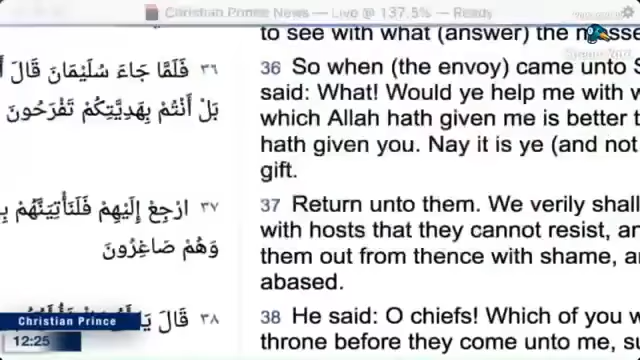 Christian Prince News — Live @ 137.5% — Ready
to see with what (answer) the messe
٣٦ فَلَمَّا جَاءَ سُلَيْمَانَ قَالَ
36 So when (the envoy) came unto S
said: What! Would ye help me with w
بَلْ أَنْتُمْ بِهَدِيَّتِكُمْ تَفْرَحُونَ
which Allah hath given me is better t
hath given you. Nay it is ye (and not
gift.
٣٧ ارْجِعْ إِلَيْهِمْ فَلَنَأْتِيَنَّهُمْ بِ
37 Return unto them. We verily shall
with hosts that they cannot resist, an
وَهُمْ صَاغِرُونَ
them out from thence with shame, a
abased.
٣٨ قَالَ
38 He said: O chiefs! Which of you w
throne before they come unto me, su
Christian Prince
12:25